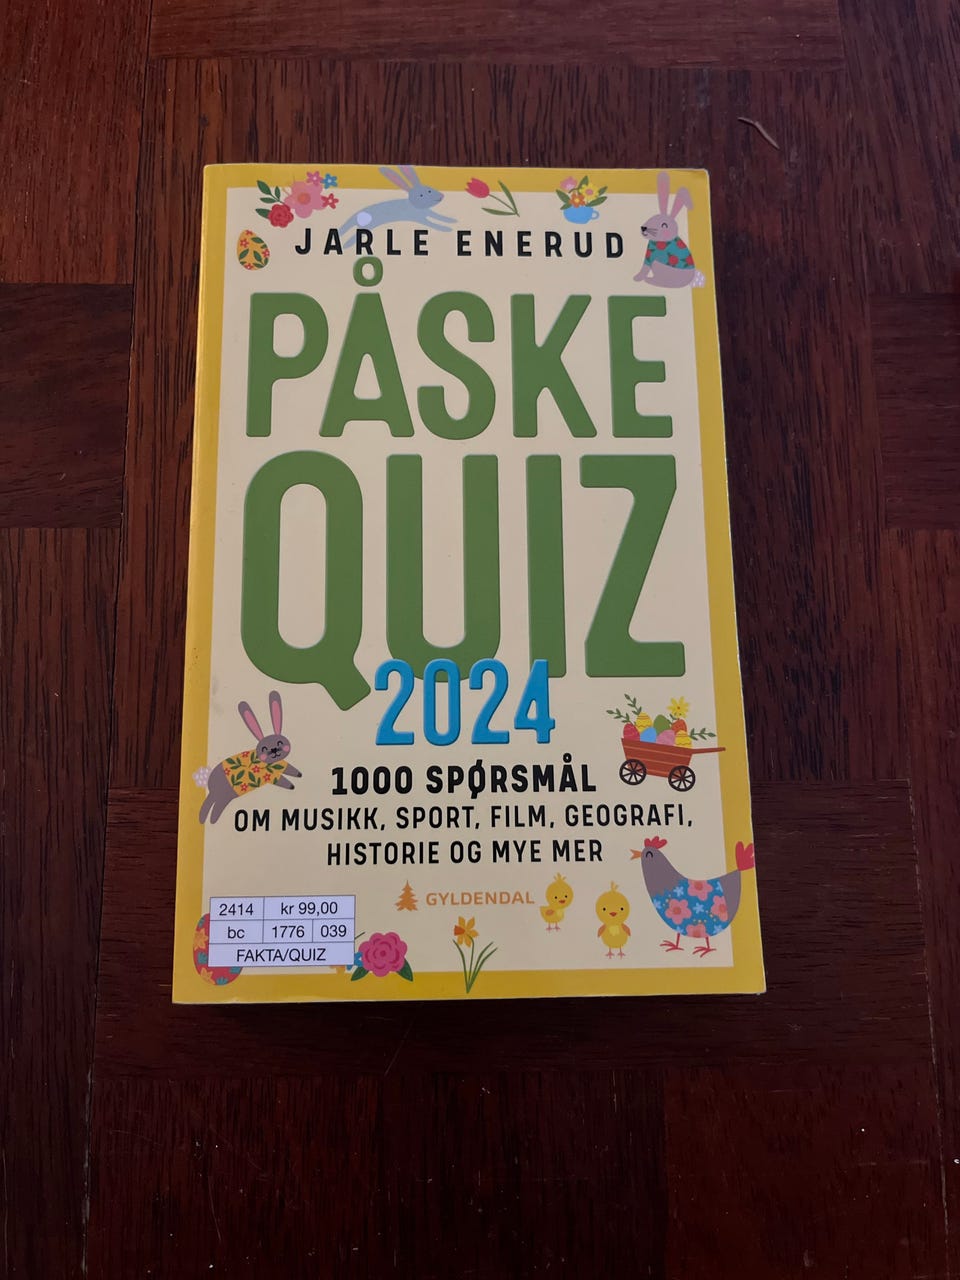 JARLE ENERUD
PÅSKE
QUIZ
2024
1000 SPØRSMÅL
OM MUSIKK, SPORT, FILM, GEOGRAFI,
HISTORIE OG MYE MER
GYLDENDAL
2414 kr 99,00
bc 1776 039
FAKTA/QUIZ